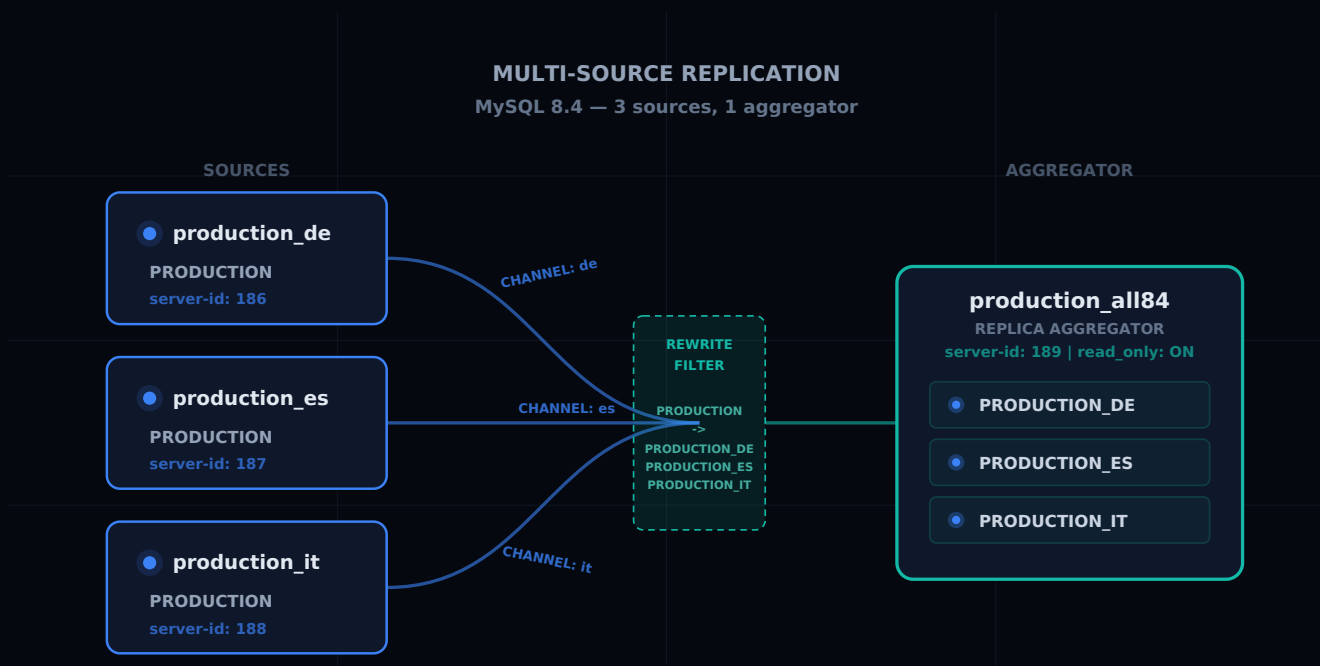 MULTI-SOURCE REPLICATION
MySQL 8.4 — 3 sources, 1 aggregator
SOURCES
production_de
PRODUCTION
server-id: 186
production_es
PRODUCTION
server-id: 187
production_it
PRODUCTION
server-id: 188
CHANNEL: de
CHANNEL: es
CHANNEL: it
REWRITE
FILTER
PRODUCTION
->
PRODUCTION_DE
PRODUCTION_ES
PRODUCTION_IT
AGGREGATOR
production_all84
REPLICA AGGREGATOR
server-id: 189 | read_only: ON
PRODUCTION_DE
PRODUCTION_ES
PRODUCTION_IT